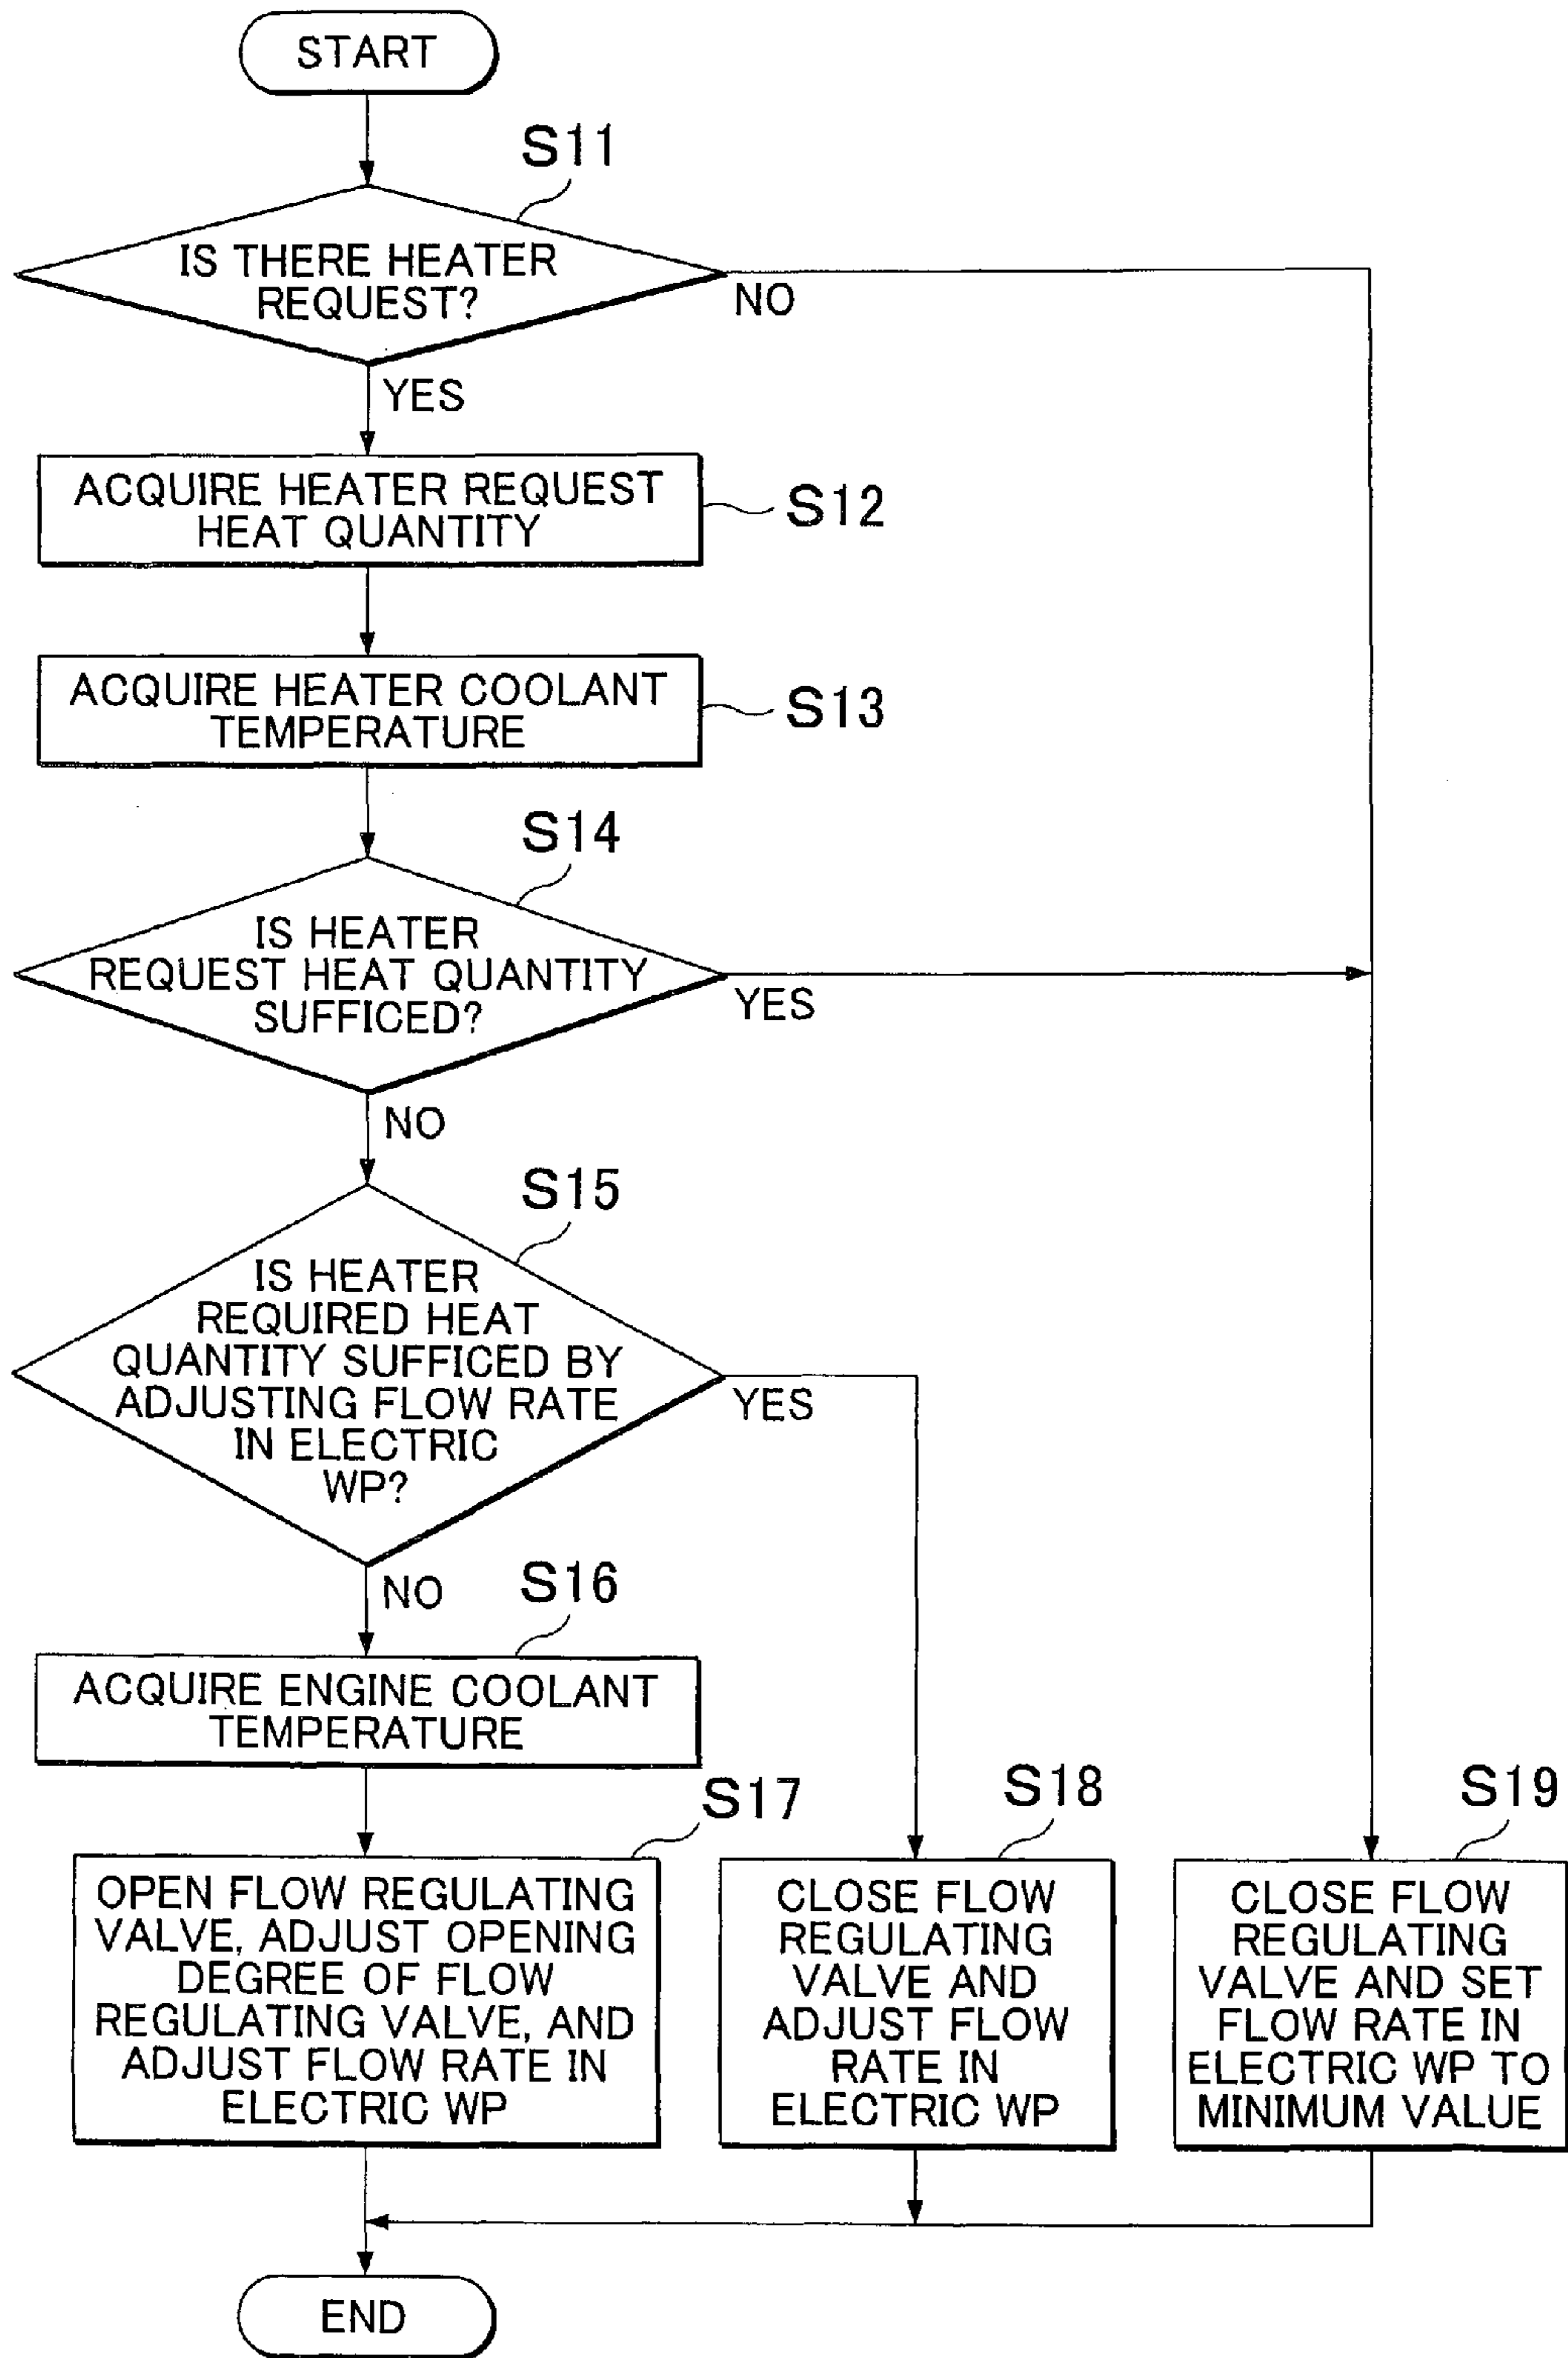 START
S11
IS THERE HEATER
REQUEST?
NO
YES
ACQUIRE HEATER REQUEST
HEAT QUANTITY
S12
ACQUIRE HEATER COOLANT
TEMPERATURE
S13
S14
IS HEATER
REQUEST HEAT QUANTITY
SUFFICED?
YES
NO
S15
IS HEATER
REQUIRED HEAT
QUANTITY SUFFICED BY
ADJUSTING FLOW RATE
IN ELECTRIC
WP?
YES
NO
S16
ACQUIRE ENGINE COOLANT
TEMPERATURE
S17
OPEN FLOW REGULATING
VALVE, ADJUST OPENING
DEGREE OF FLOW
REGULATING VALVE, AND
ADJUST FLOW RATE IN
ELECTRIC WP
S18
CLOSE FLOW
REGULATING
VALVE AND
ADJUST FLOW
RATE IN
ELECTRIC WP
S19
CLOSE FLOW
REGULATING
VALVE AND SET
FLOW RATE IN
ELECTRIC WP TO
MINIMUM VALUE
END